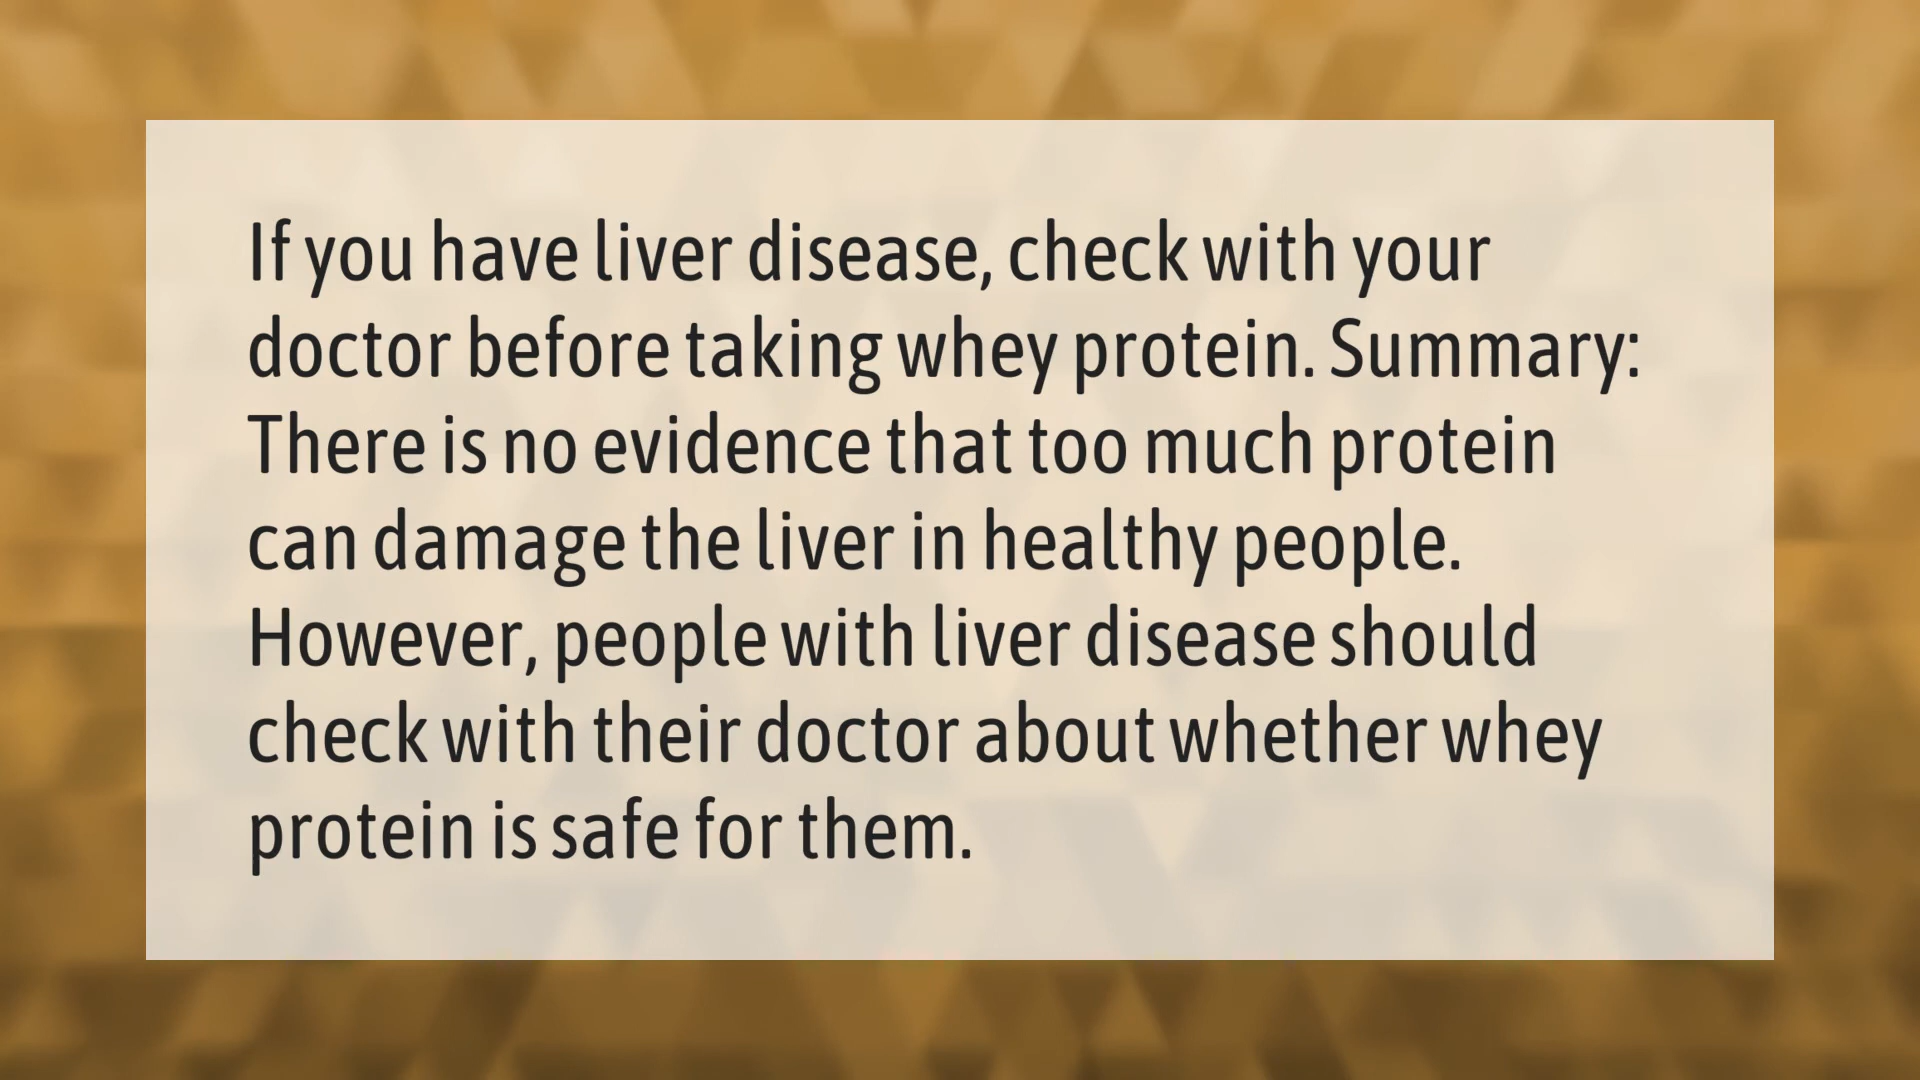 If you have liver disease, check with your
doctor before taking whey protein. Summary:
There is no evidence that too much protein
can damage the liver in healthy people.
However, people with liver disease should
check with their doctor about whether whey
protein is safe for them.